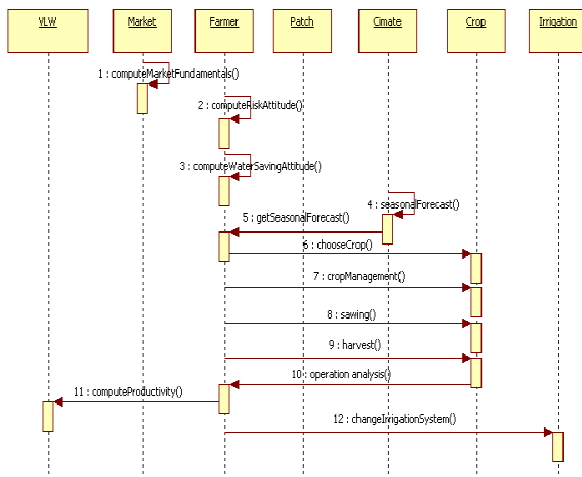 VLW
Market
Farmer
Patch
Cimate
Crop
Irrigation
1 : computeMarketFundamentals()
2 : computeRiskAttitude()
3 : computeWaterSavingAttitude()
4 : seasonalForecast()
5 : getSeasonalForecast()
6 : chooseCrop()
7 : cropManagement()
8 : sawing()
9 : harvest()
10 : operation analysis()
11 : computeProductivity()
12 : changeIrrigationSystem()